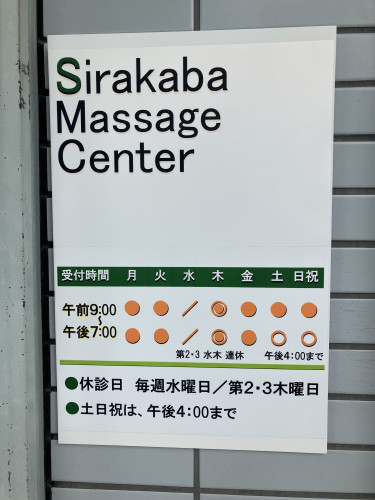 Sirakaba
Massage
Center
受付時間 月 火 水 木 金 土 日祝
午前9:00 ● ● ／ ◎ ● ● ●
〜
午後7:00 ● ● ／ ◎ ● ○ ○
第2・3 水木 連休 午後4:00まで
●休診日 毎週水曜日／第2・3木曜日
●土日祝は、午後4:00まで